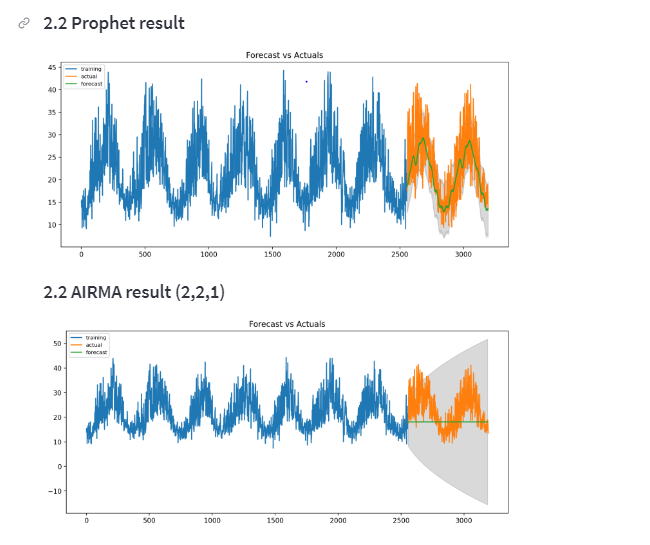 2.2 Prophet result
Forecast vs Actuals
training
actual
forecast
45
40
35
30
25
20
15
10
0 500 1000 1500 2000 2500 3000
2.2 AIRMA result (2,2,1)
Forecast vs Actuals
training
actual
forecast
50
40
30
20
10
0
−10
0 500 1000 1500 2000 2500 3000